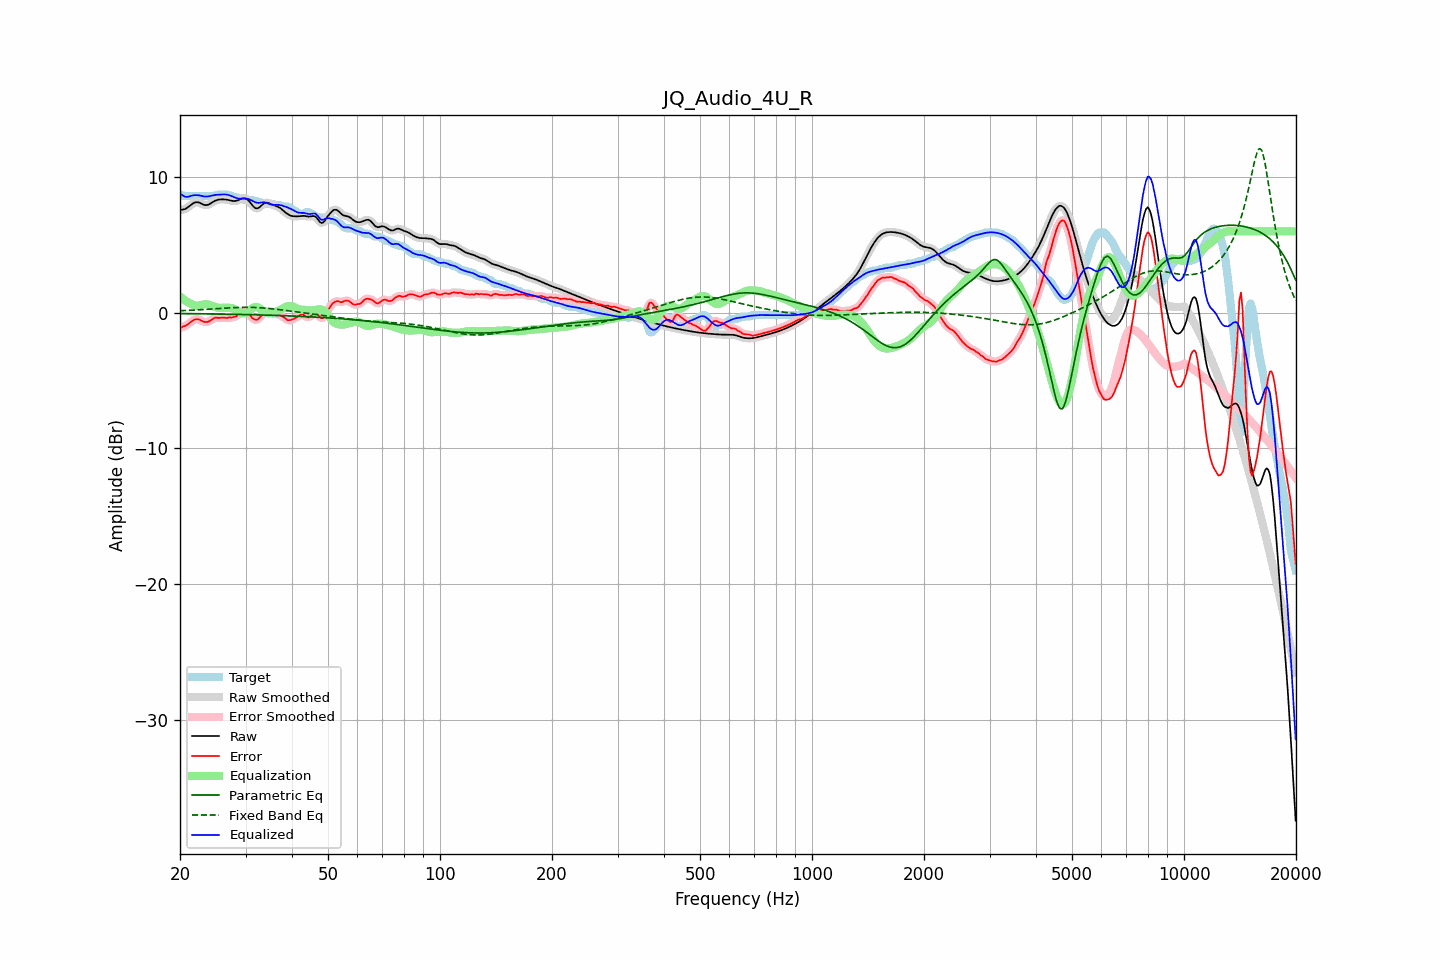 JQ_Audio_4U_R
Amplitude (dBr)
10
0
−10
−20
−30
Target
Raw Smoothed
Error Smoothed
Raw
Error
Equalization
Parametric Eq
Fixed Band Eq
Equalized
20 50 100 200 500 1000 2000 5000 10000 20000
Frequency (Hz)